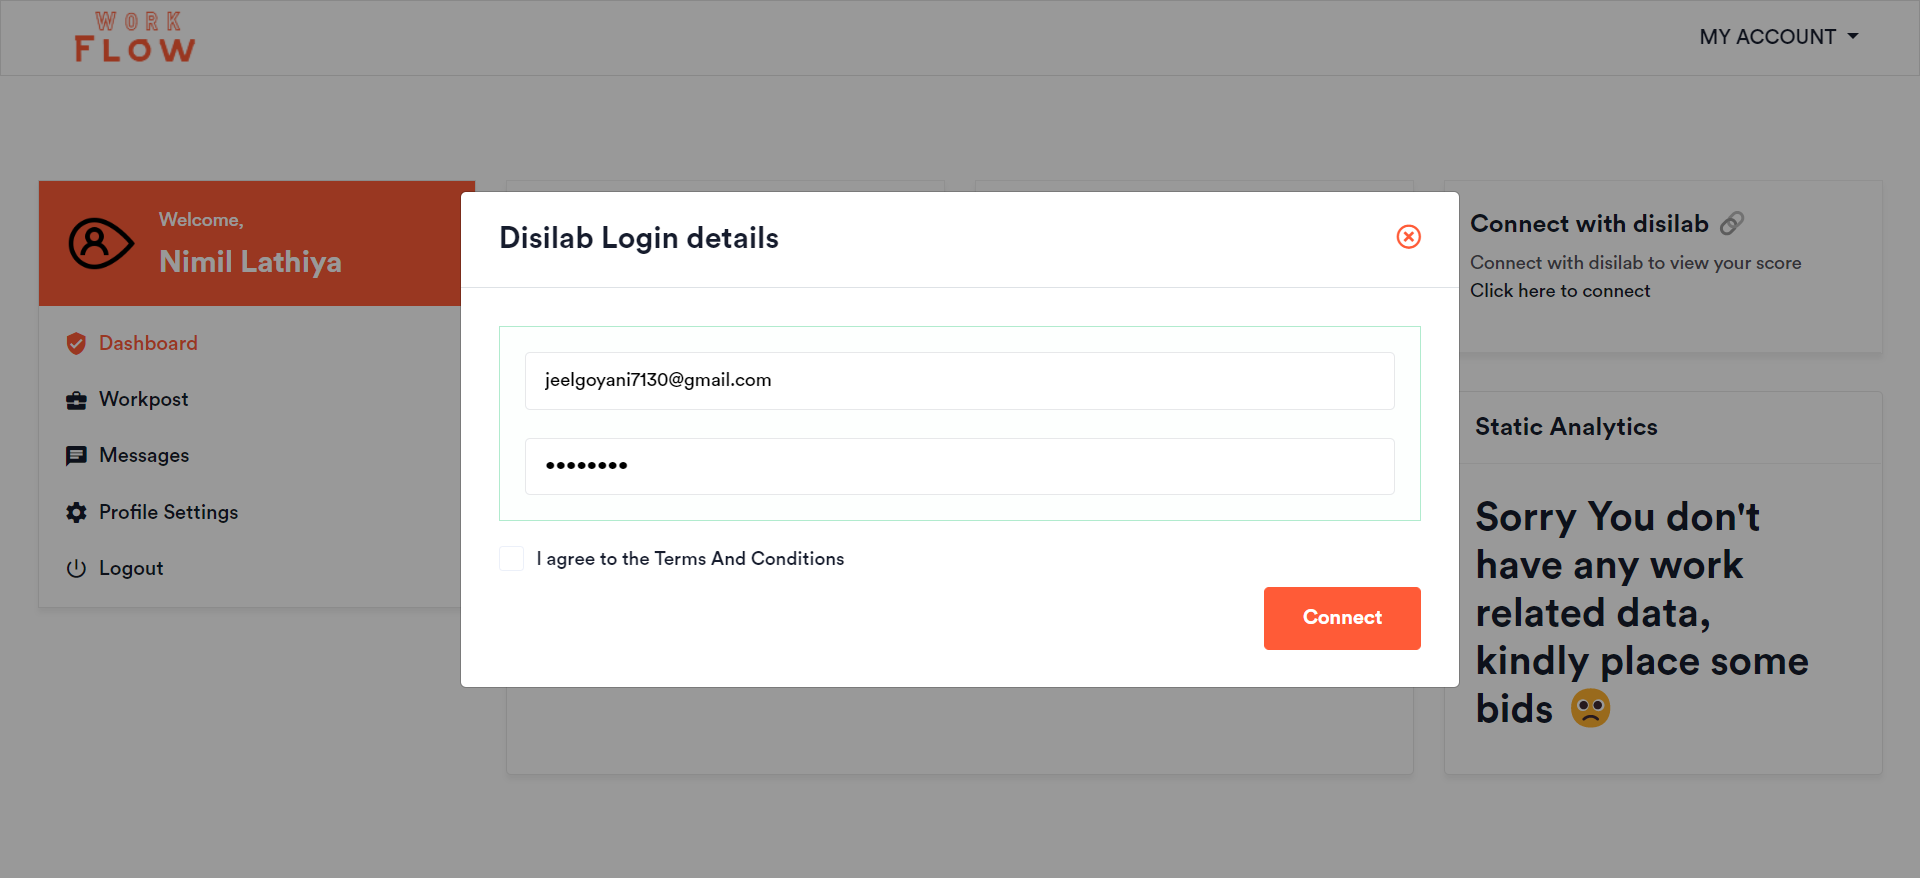 WORK
FLOW
MY ACCOUNT
Welcome,
Nimil Lathiya
Dashboard
Workpost
Messages
Profile Settings
Logout
Disilab Login details
jeelgoyani7130@gmail.com
••••••••
I agree to the Terms And Conditions
Connect
Connect with disilab 🔗
Connect with disilab to view your score
Click here to connect
Static Analytics
Sorry You don't
have any work
related data,
kindly place some
bids 🙁